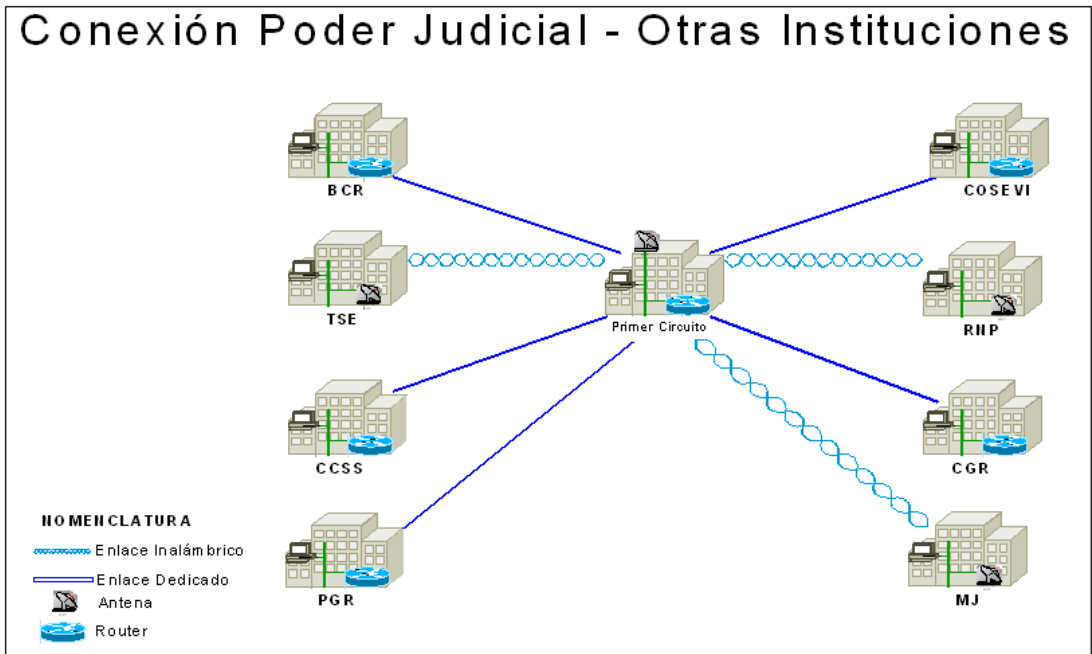 Conexión Poder Judicial - Otras Instituciones
BCR
COSEVI
TSE
Primer Circuito
RNP
CCSS
CGR
NOMENCLATURA
Enlace Inalámbrico
Enlace Dedicado
Antena
Router
PGR
MJ